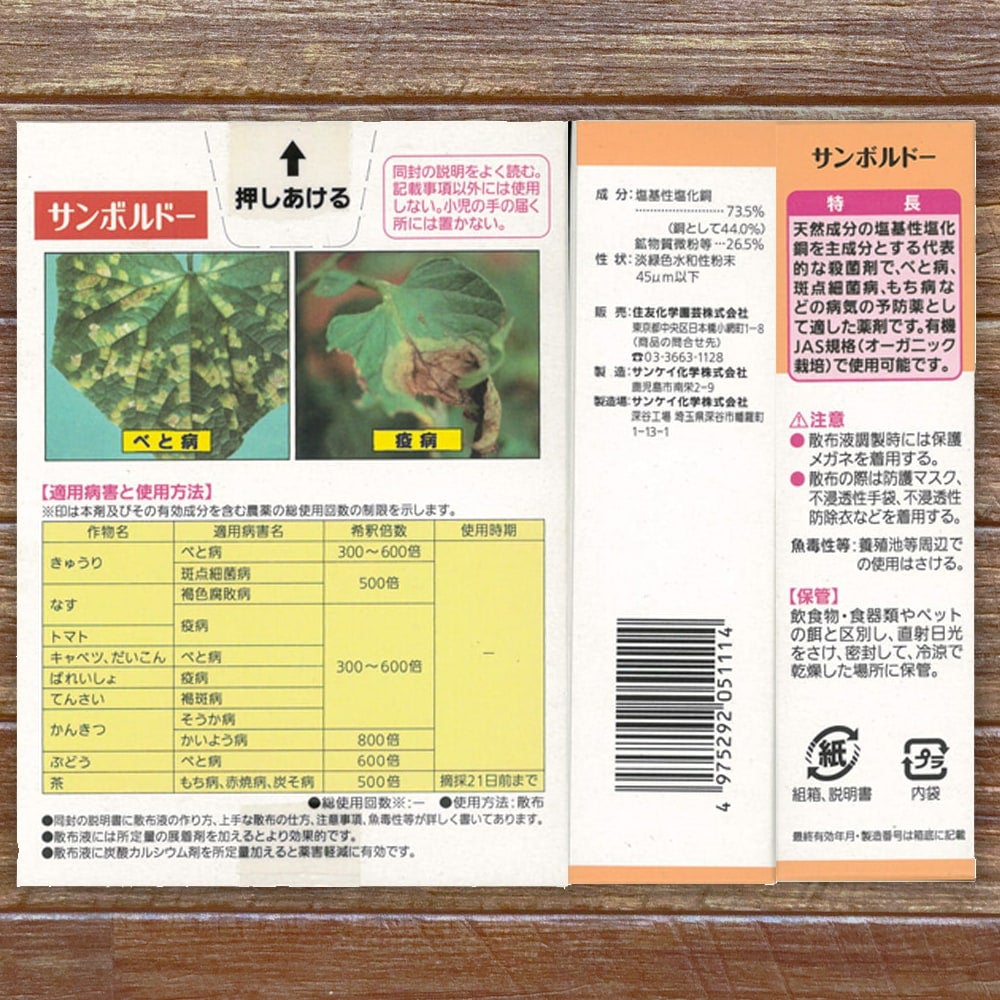 押しあける
サンボルドー
同封の説明をよく読む。
記載事項以外には使用
しない。小児の手の届く
所には置かない。
べと病
疫病
【適用病害と使用方法】
※印は本剤及びその有効成分を含む農薬の総使用回数の制限を示します。
作物名 適用病害名 希釈倍数 使用時期
きゅうり べと病 300〜600倍 －
斑点細菌病 500倍
なす 褐色腐敗病
疫病 300〜600倍
トマト
キャベツ、だいこん べと病
ばれいしょ 疫病
てんさい 褐斑病
かんきつ そうか病
かいよう病 800倍
ぶどう べと病 600倍
茶 もち病、赤焼病、炭そ病 500倍 摘採21日前まで
●総使用回数※:－ ●使用方法:散布
●同封の説明書に散布液の作り方、上手な散布の仕方、注意事項、魚毒性等が詳しく書いてあります。
●散布液には所定量の展着剤を加えるとより効果的です。
●散布液に炭酸カルシウム剤を所定量加えると薬害軽減に有効です。
成 分:塩基性塩化銅
……………………73.5%
(銅として44.0%)
鉱物質微粉等…26.5%
性 状:淡緑色水和性粉末
45μm以下
販 売:住友化学園芸株式会社
東京都中央区日本橋小網町1-8
(商品の問合せ先)
☎03-3663-1128
製 造:サンケイ化学株式会社
鹿児島市南栄2-9
製造場:サンケイ化学株式会社
深谷工場 埼玉県深谷市幡羅町
1-13-1
4 975292 051114
サンボルドー
特 長
天然成分の塩基性塩化
銅を主成分とする代表
的な殺菌剤で、べと病、
斑点細菌病、もち病な
どの病気の予防薬とし
て適した薬剤です。有機
JAS規格(オーガニック
栽培)で使用可能です。
⚠注意
●散布液調製時には保護
メガネを着用する。
●散布の際は防護マスク、
不浸透性手袋、不浸透性
防除衣などを着用する。
魚毒性等:養殖池等周辺で
の使用はさける。
【保管】
飲食物・食器類やペット
の餌と区別し、直射日光
をさけ、密封して、冷涼で
乾燥した場所に保管。
紙
組箱、説明書
プラ
内袋
最終有効年月・製造番号は箱底に記載